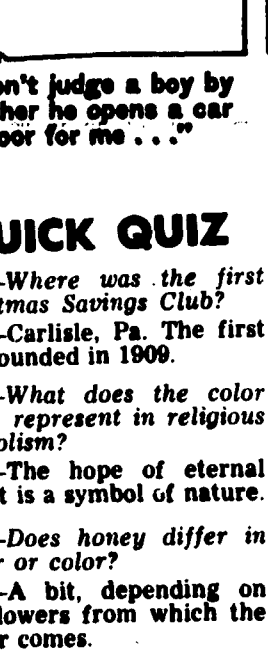 n't judge a boy by
her he opens a car
oor for me . . ."
UICK QUIZ
-Where was the first
tmas Savings Club?
-Carlisle, Pa. The first
ounded in 1909.
-What does the color
represent in religious
olism?
-The hope of eternal
t is a symbol of nature.
-Does honey differ in
r or color?
-A bit, depending on
lowers from which the
r comes.